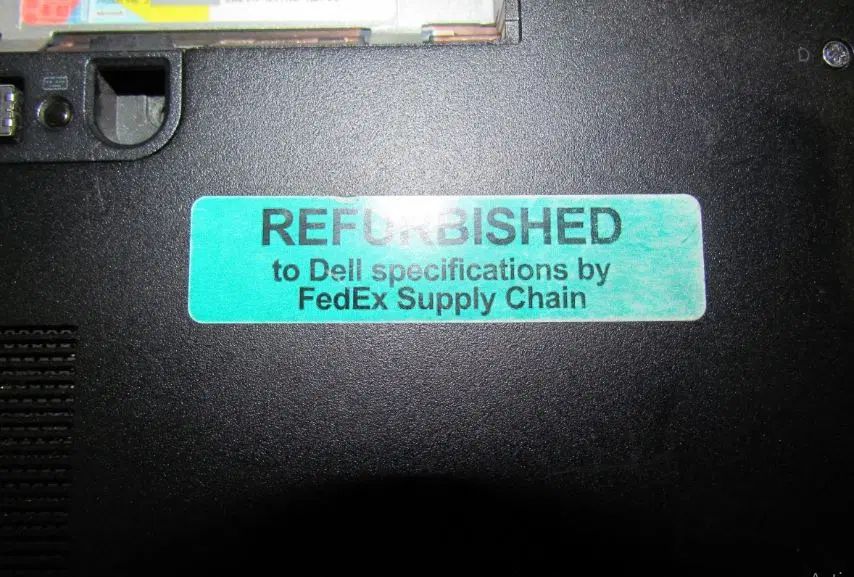 D
REFURBISHED
to Dell specifications by
FedEx Supply Chain